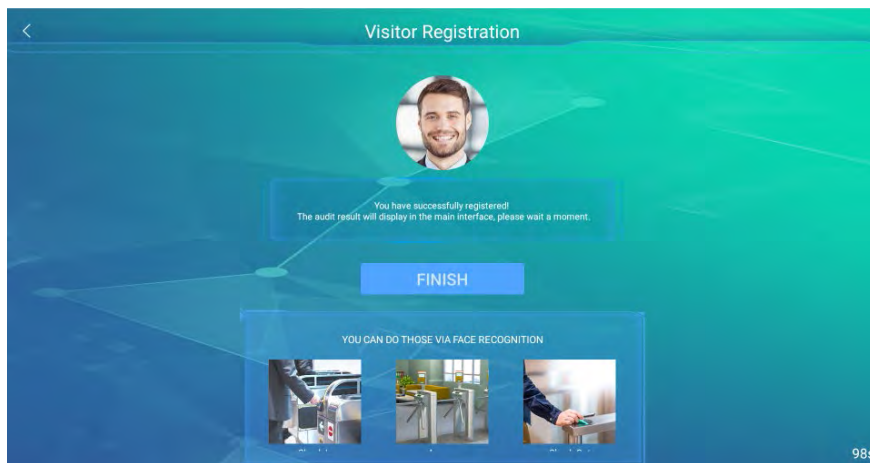 Visitor Registration
You have successfully registered!
The audit result will display in the main interface, please wait a moment.
FINISH
YOU CAN DO THOSE VIA FACE RECOGNITION
98s